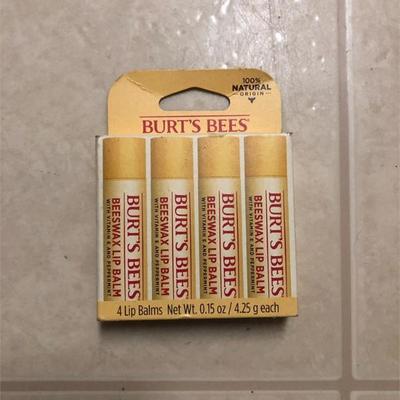 100%
NATURAL
ORIGIN
BURT'S BEES
BURT'S BEES
BEESWAX LIP BALM
WITH VITAMIN E AND PEPPERMINT
BURT'S BEES
BEESWAX LIP BALM
WITH VITAMIN E AND PEPPERMINT
BURT'S BEES
BEESWAX LIP BALM
WITH VITAMIN E AND PEPPERMINT
BURT'S BEES
BEESWAX LIP BALM
WITH VITAMIN E AND PEPPERMINT
4 Lip Balms Net Wt. 0.15 oz / 4.25 g each